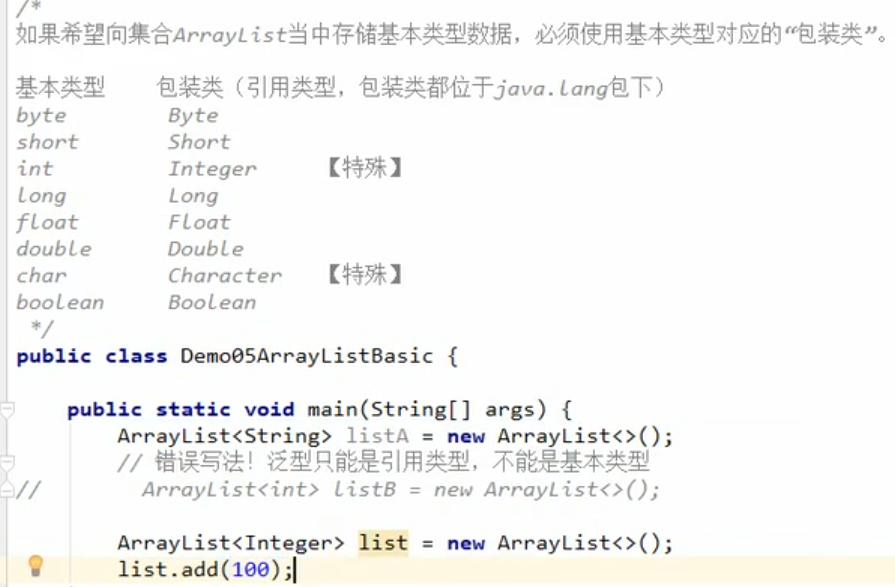 /*
如果希望向集合ArrayList当中存储基本类型数据，必须使用基本类型对应的“包装类”。
基本类型    包装类（引用类型，包装类都位于java.lang包下）
byte    Byte
short    Short
int    Integer    【特殊】
long    Long
float    Float
double    Double
char    Character    【特殊】
boolean    Boolean
*/
public class Demo05ArrayListBasic {
public static void main(String[] args) {
ArrayList<String> listA = new ArrayList<>();
// 错误写法！泛型只能是引用类型，不能是基本类型
//    ArrayList<int> listB = new ArrayList<>();
ArrayList<Integer> list = new ArrayList<>();
list.add(100);